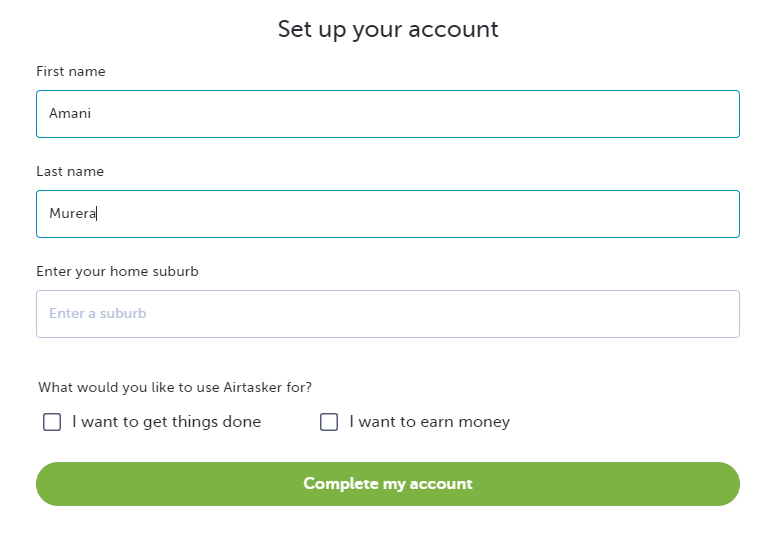 Set up your account
First name
Amani
Last name
Murera
Enter your home suburb
Enter a suburb
What would you like to use Airtasker for?
I want to get things done I want to earn money
Complete my account